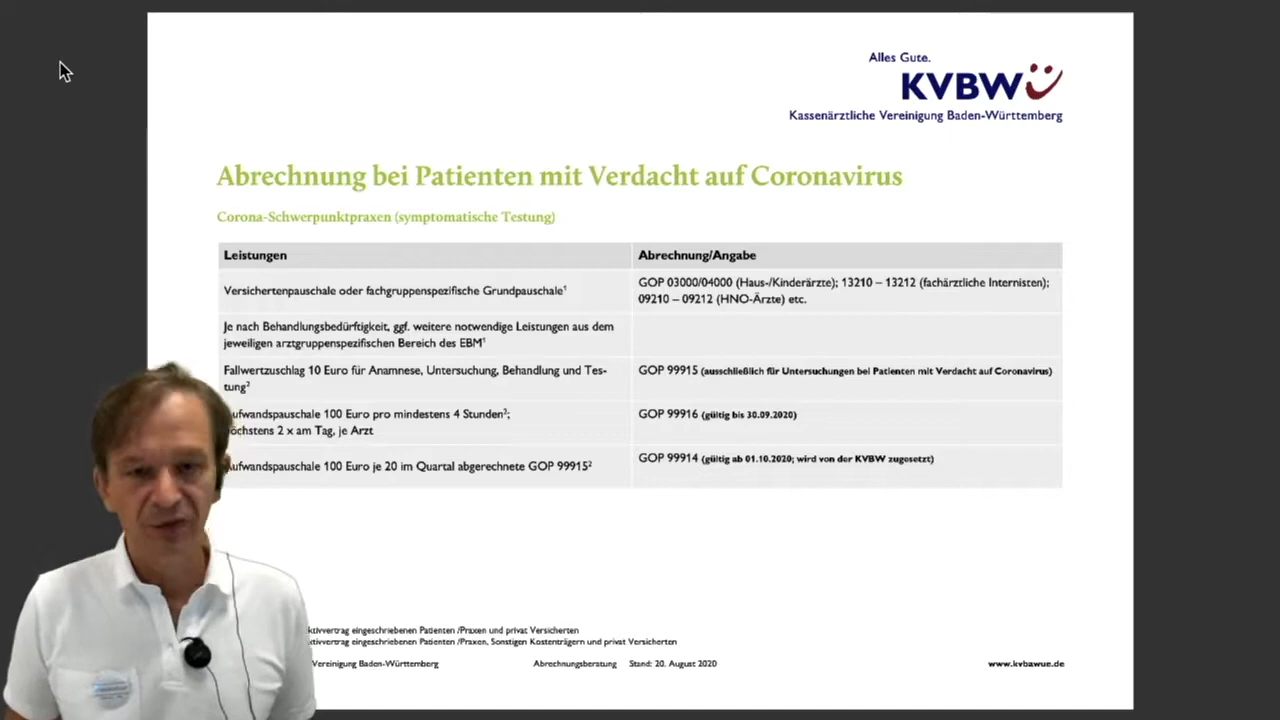 Alles Gute.
KVBW
Kassenärztliche Vereinigung Baden-Württemberg
Abrechnung bei Patienten mit Verdacht auf Coronavirus
Corona-Schwerpunktpraxen (symptomatische Testung)
Leistungen
Abrechnung/Angabe
Versichertenpauschale oder fachgruppenspezifische Grundpauschale¹
GOP 03000/04000 (Haus-/Kinderärzte); 13210 – 13212 (fachärztliche Internisten);
09210 – 09212 (HNO-Ärzte) etc.
Je nach Behandlungsbedürftigkeit, ggf. weitere notwendige Leistungen aus dem
jeweiligen arztgruppenspezifischen Bereich des EBM¹
Fallwertzuschlag 10 Euro für Anamnese, Untersuchung, Behandlung und Tes-
tung²
GOP 99915 (ausschließlich für Untersuchungen bei Patienten mit Verdacht auf Coronavirus)
ufwandspauschale 100 Euro pro mindestens 4 Stunden³;
öchstens 2 x am Tag, je Arzt
GOP 99916 (gültig bis 30.09.2020)
ufwandspauschale 100 Euro je 20 im Quartal abgerechnete GOP 99915²
GOP 99914 (gültig ab 01.10.2020; wird von der KVBW zugesetzt)
ktivvertrag eingeschriebenen Patienten /Praxen und privat Versicherten
ktivvertrag eingeschriebenen Patienten /Praxen, Sonstigen Kostenträgern und privat Versicherten
Vereinigung Baden-Württemberg
Abrechnungsberatung Stand: 20. August 2020
www.kvbawue.de